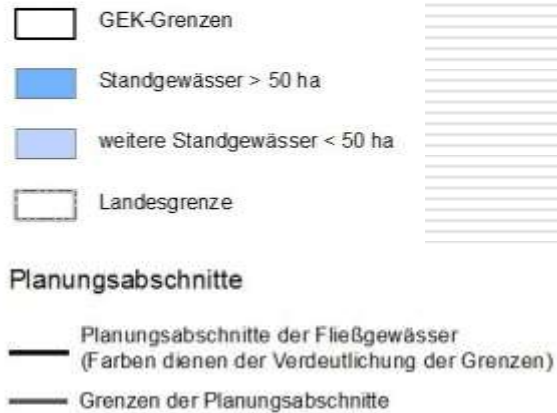 GEK-Grenzen
Standgewässer > 50 ha
weitere Standgewässer < 50 ha
Landesgrenze
Planungsabschnitte
Planungsabschnitte der Fließgewässer
(Farben dienen der Verdeutlichung der Grenzen)
Grenzen der Planungsabschnitte